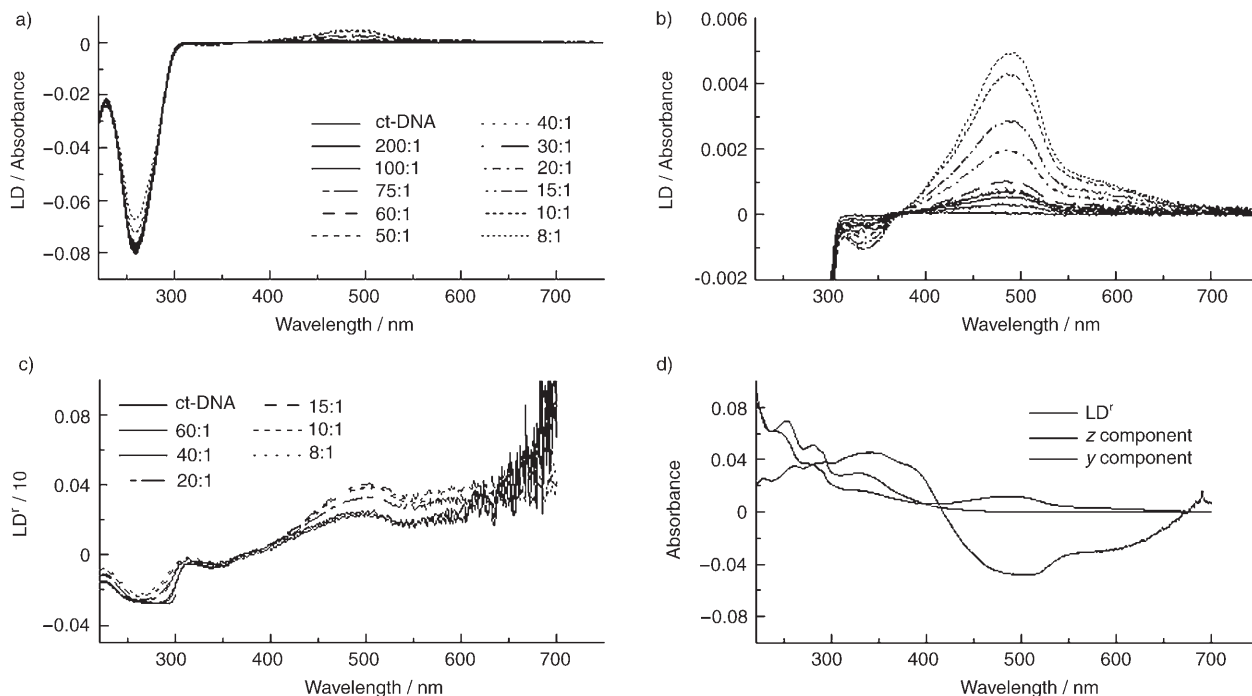 a)
LD / Absorbance
0
−0.02
−0.04
−0.06
−0.08
ct-DNA
200:1
100:1
75:1
60:1
50:1
40:1
30:1
20:1
15:1
10:1
8:1
300 400 500 600 700
Wavelength / nm
b)
LD / Absorbance
0.006
0.004
0.002
0
-0.002
300 400 500 600 700
Wavelength / nm
c)
LDʳ / 10
0.08
0.04
0
−0.04
ct-DNA
60:1
40:1
20:1
15:1
10:1
8:1
300 400 500 600 700
Wavelength / nm
d)
Absorbance
0.08
0.04
0
−0.04
−0.08
LDʳ
z component
y component
300 400 500 600 700
Wavelength / nm